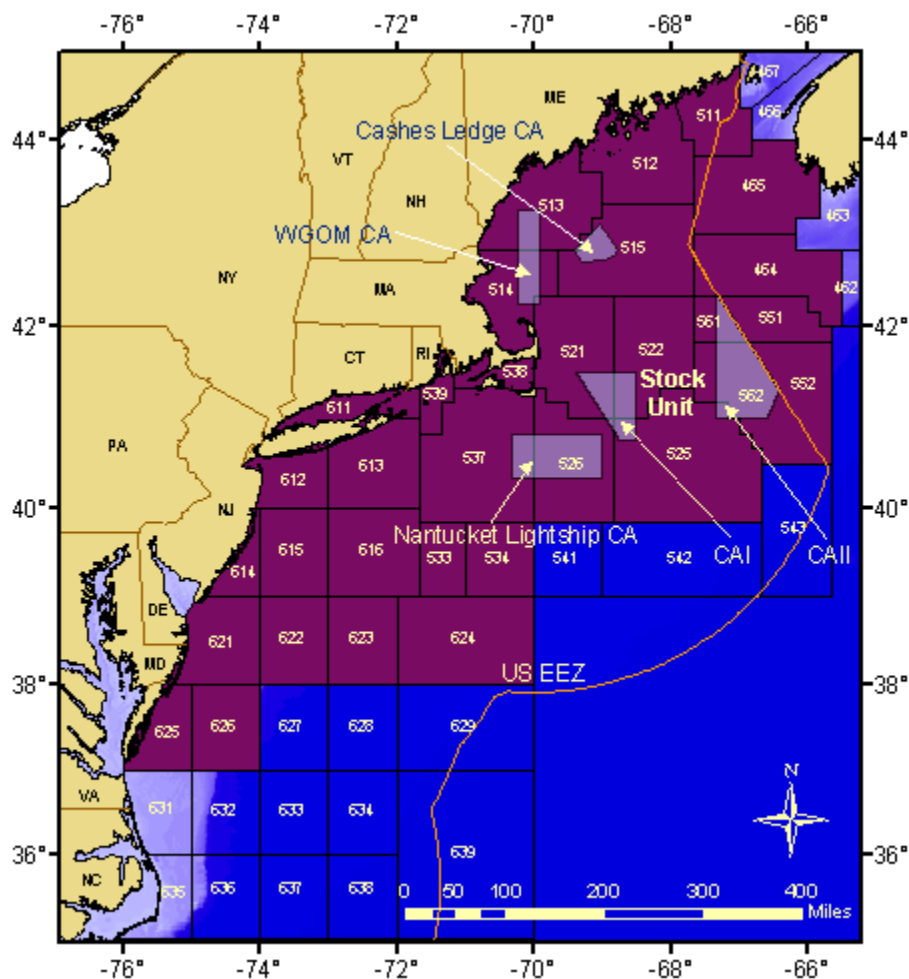 -76° -74° -72° -70° -68° -66°
467
ME
511
466
44°
44°
Cashes Ledge CA
512
VT
465
NH
513
463
WGOM CA
515
464
NY
MA
514
462
42°
42°
561
551
CT
RI
521
522
538
Stock
552
539
562
Unit
611
PA
537
526
525
612
613
NJ
40°
40°
543
Nantucket Lightship CA
615
616
533
534
541
542
CAI
CAII
614
DE
621
622
623
624
MD
US EEZ
38°
38°
625
626
627
628
629
N
VA
631
632
633
634
36°
36°
639
NC
635
636
637
638
0 50 100 200 300 400
Miles
-76° -74° -72° -70° -68° -66°